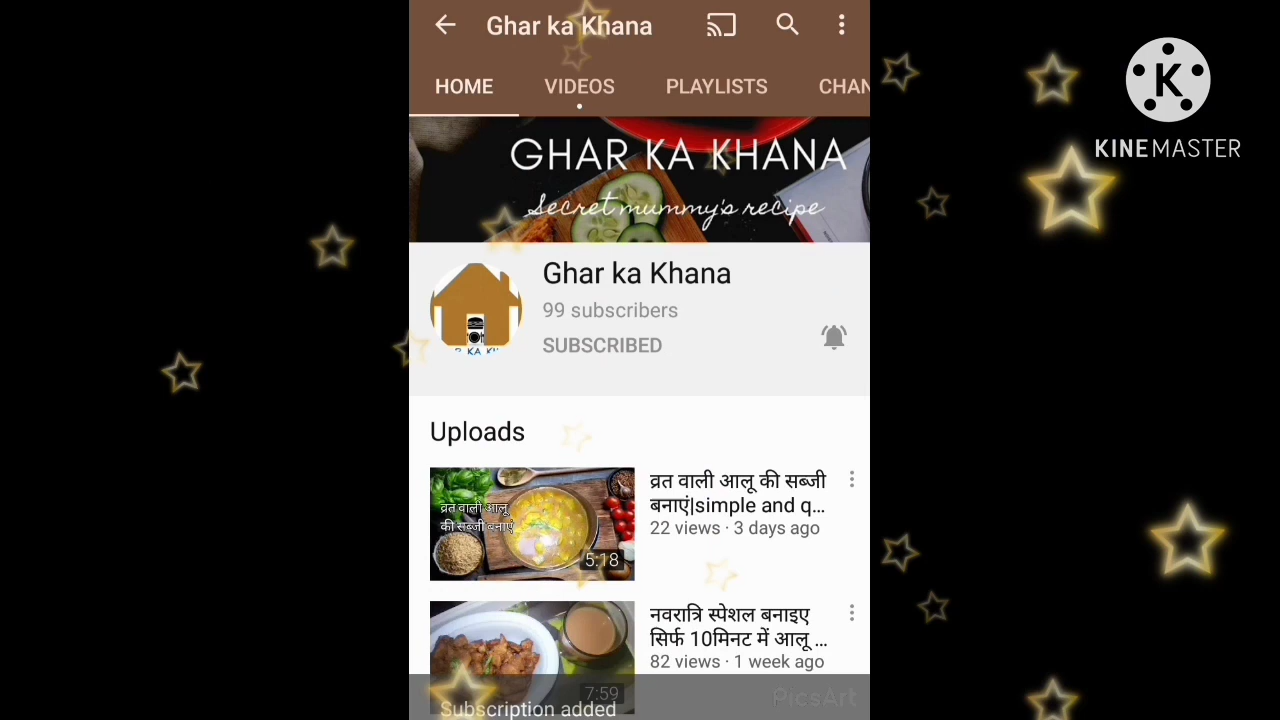 Ghar ka Khana
HOME VIDEOS PLAYLISTS CHAN
K
KINEMASTER
GHAR KA KHANA
Secret mummy's recipe
Ghar ka Khana
99 subscribers
SUBSCRIBED
Uploads
व्रत वाली आलू
की सब्जी बनाएं
5:18
व्रत वाली आलू की सब्जी
बनाएं|simple and q...
22 views · 3 days ago
नवरात्रि स्पेशल बनाइए
सिर्फ 10मिनट में आलू ...
82 views · 1 week ago
7:59
PicsArt
Subscription added